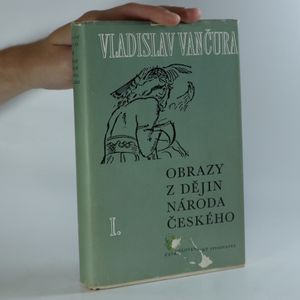 VLADISLAV VANČURA
OBRAZY
Z DĚJIN
NÁRODA
ČESKÉHO
I.